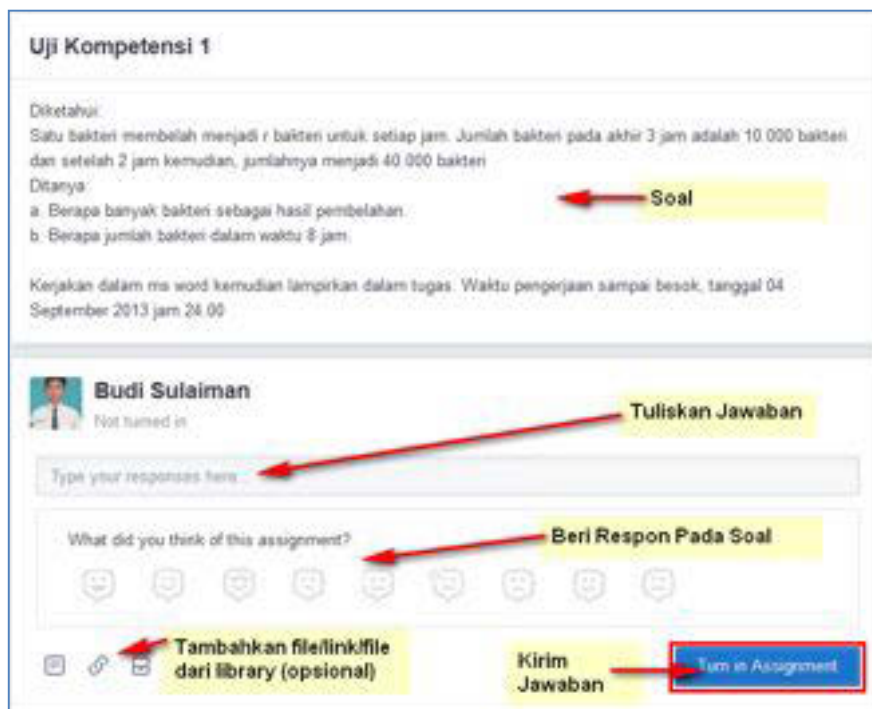 Uji Kompetensi 1
Diketahui:
Satu bakteri membelah menjadi r bakteri untuk setiap jam. Jumlah bakteri pada akhir 3 jam adalah 10.000 bakteri
dan setelah 2 jam kemudian, jumlahnya menjadi 40.000 bakteri
Ditanya:
a. Berapa banyak bakteri sebagai hasil pembelahan.
b. Berapa jumlah bakteri dalam waktu 8 jam.
Soal
Kerjakan dalam ms word kemudian lampirkan dalam tugas. Waktu pengerjaan sampai besok, tanggal 04
September 2013 jam 24.00
Budi Sulaiman
Not turned in
Tuliskan Jawaban
Type your responses here...
What did you think of this assignment?
Beri Respon Pada Soal
Tambahkan file/link/file
dari library (opsional)
Kirim
Jawaban
Turn in Assignment